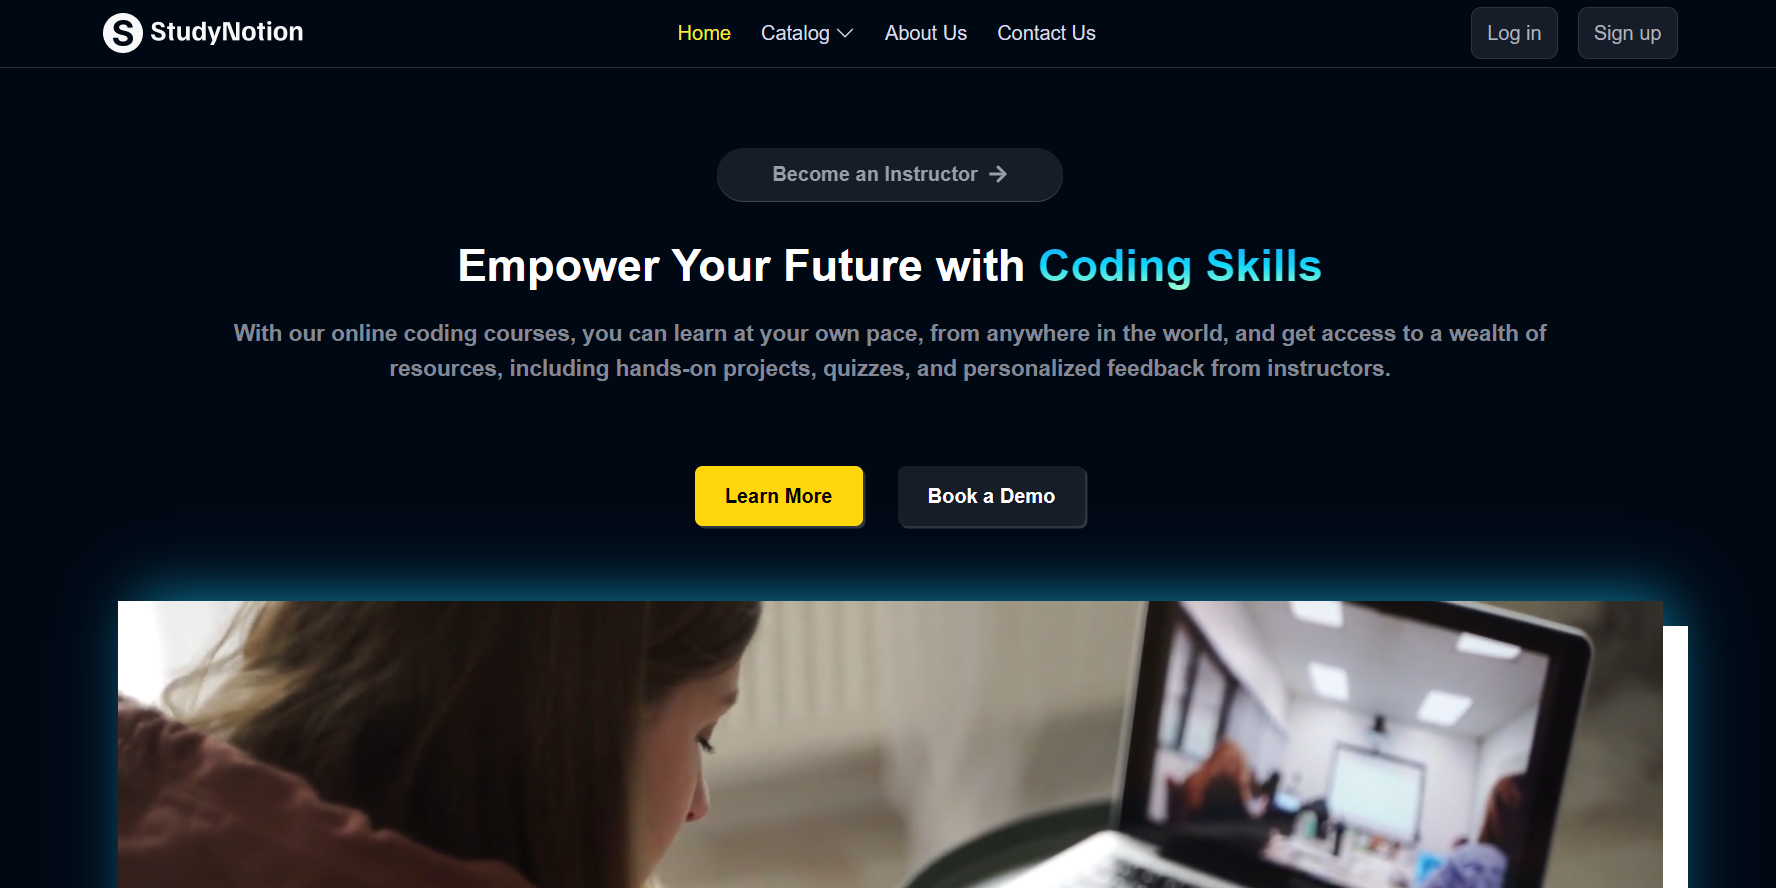 S StudyNotion
Home Catalog About Us Contact Us
Log in Sign up
Become an Instructor →
Empower Your Future with Coding Skills
With our online coding courses, you can learn at your own pace, from anywhere in the world, and get access to a wealth of
resources, including hands-on projects, quizzes, and personalized feedback from instructors.
Learn More Book a Demo